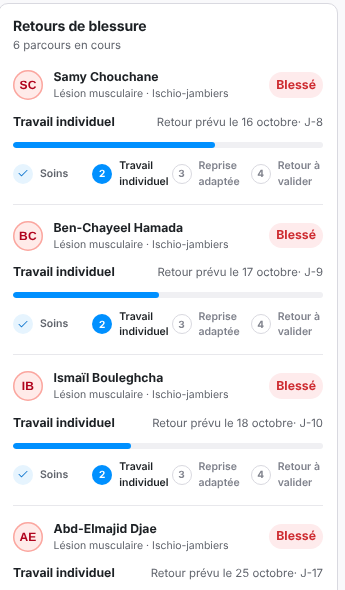 Retours de blessure
6 parcours en cours
SC
Samy Chouchane
Lésion musculaire · Ischio-jambiers
Blessé
Travail individuel
Retour prévu le 16 octobre· J-8
Soins
2
Travail individuel
3
Reprise adaptée
4
Retour à valider
BC
Ben-Chayeel Hamada
Lésion musculaire · Ischio-jambiers
Blessé
Travail individuel
Retour prévu le 17 octobre· J-9
Soins
2
Travail individuel
3
Reprise adaptée
4
Retour à valider
IB
Ismaïl Bouleghcha
Lésion musculaire · Ischio-jambiers
Blessé
Travail individuel
Retour prévu le 18 octobre· J-10
Soins
2
Travail individuel
3
Reprise adaptée
4
Retour à valider
AE
Abd-Elmajid Djae
Lésion musculaire · Ischio-jambiers
Blessé
Travail individuel
Retour prévu le 25 octobre· J-17